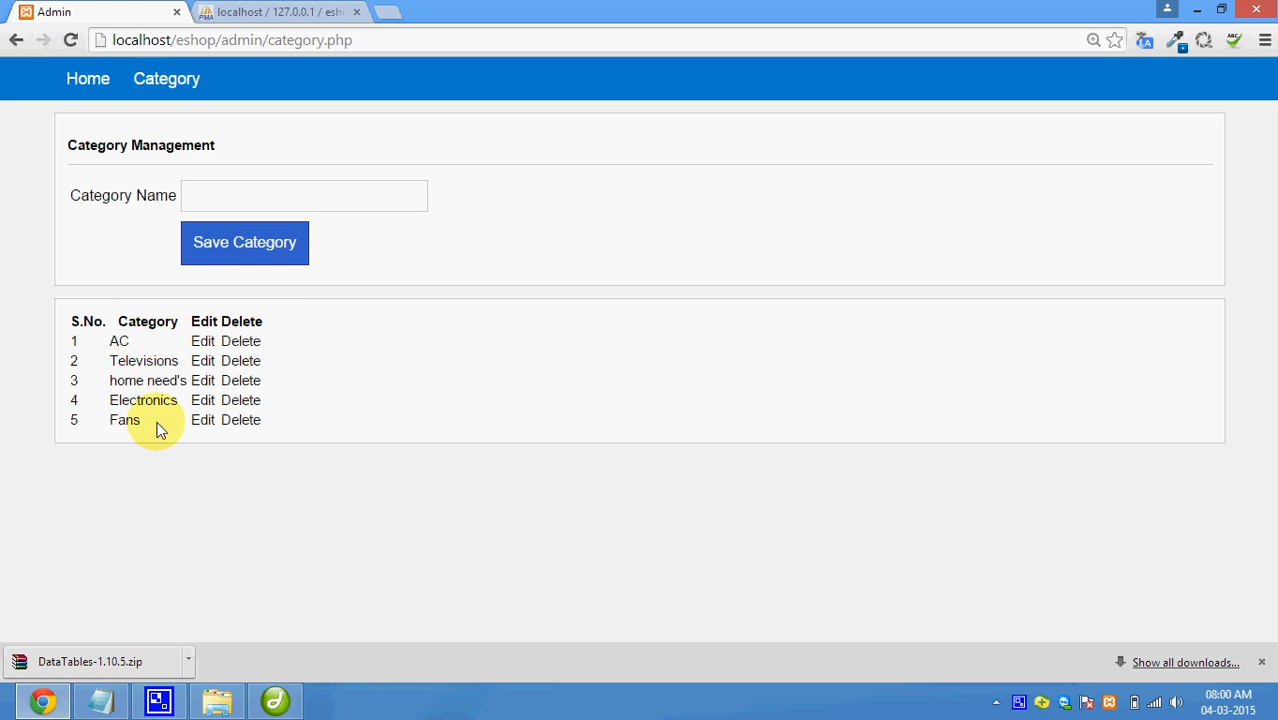 Admin
localhost / 127.0.0.1 / esh
localhost/eshop/admin/category.php
Home Category
Category Management
Category Name
Save Category
S.No. Category Edit Delete
1 AC Edit Delete
2 Televisions Edit Delete
3 home need's Edit Delete
4 Electronics Edit Delete
5 Fans Edit Delete
DataTables-1.10.5.zip
Show all downloads...
08:00 AM
04-03-2015